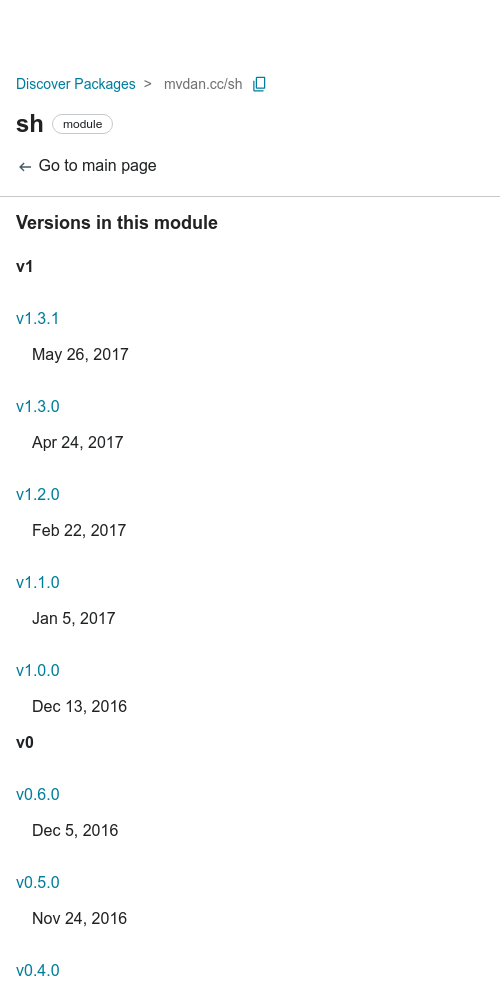 Discover Packages > mvdan.cc/sh
sh module
← Go to main page
Versions in this module
v1
v1.3.1
May 26, 2017
v1.3.0
Apr 24, 2017
v1.2.0
Feb 22, 2017
v1.1.0
Jan 5, 2017
v1.0.0
Dec 13, 2016
v0
v0.6.0
Dec 5, 2016
v0.5.0
Nov 24, 2016
v0.4.0